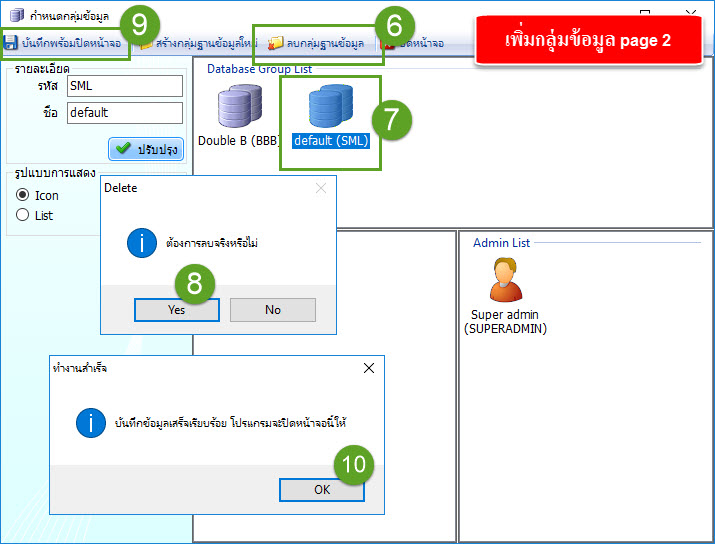 กำหนดกลุ่มข้อมูล
9
6
บันทึกพร้อมปิดหน้าจอ
สร้างกลุ่มฐานข้อมูลใหม่
ลบกลุ่มฐานข้อมูล
ปิดหน้าจอ
เพิ่มกลุ่มข้อมูล page 2
รายละเอียด
รหัส SML
ชื่อ default
ปรับปรุง
รูปแบบการแสดง
Icon
List
Database Group List
Double B (BBB)
default (SML)
7
Delete
ต้องการลบจริงหรือไม่
8
Yes
No
Admin List
Super admin
(SUPERADMIN)
ทำงานสำเร็จ
บันทึกข้อมูลเสร็จเรียบร้อย โปรแกรมจะปิดหน้าจอนี้ให้
10
OK